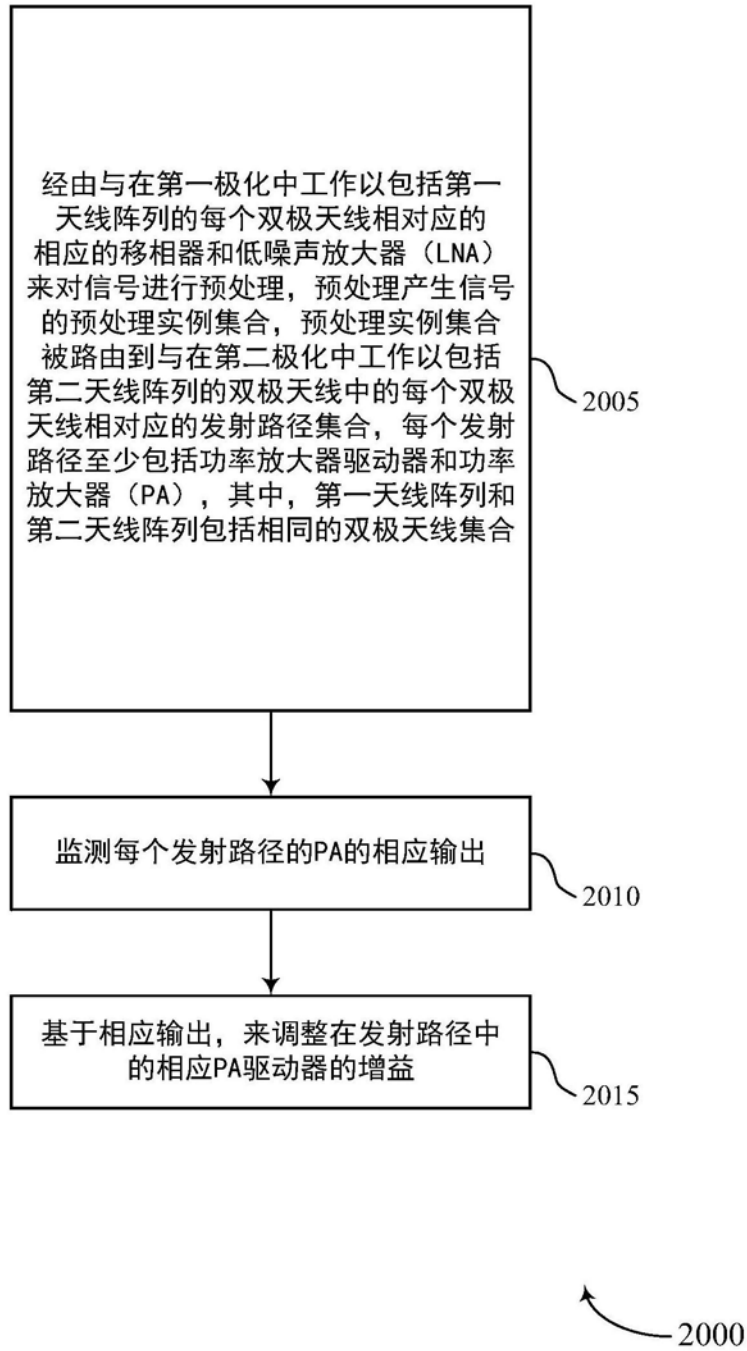 经由与在第一极化中工作以包括第一
天线阵列的每个双极天线相对应的
相应的移相器和低噪声放大器（LNA）
来对信号进行预处理，预处理产生信号
的预处理实例集合，预处理实例集合
被路由到与在第二极化中工作以包括
第二天线阵列的双极天线中的每个双极
天线相对应的发射路径集合，每个发射
路径至少包括功率放大器驱动器和功率
放大器（PA），其中，第一天线阵列和
第二天线阵列包括相同的双极天线集合
2005
监测每个发射路径的PA的相应输出
2010
基于相应输出，来调整在发射路径中
的相应PA驱动器的增益
2015
2000